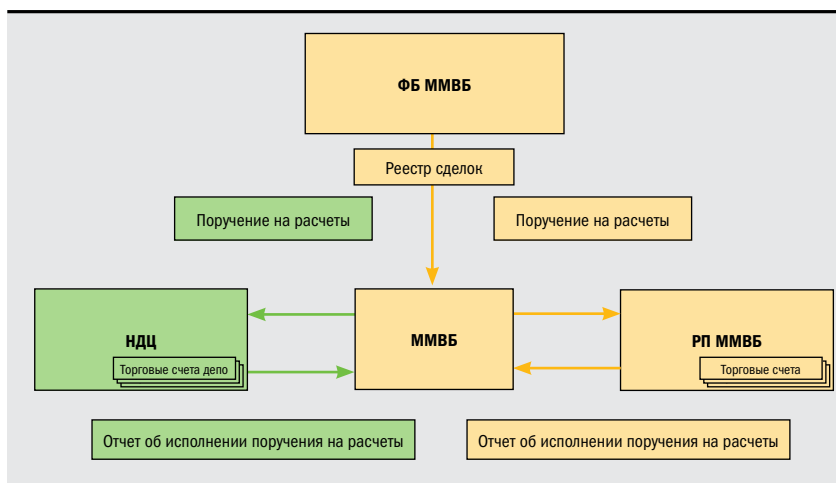 ФБ ММВБ
Реестр сделок
Поручение на расчеты
Поручение на расчеты
НДЦ
Торговые счета депо
ММВБ
РП ММВБ
Торговые счета
Отчет об исполнении поручения на расчеты
Отчет об исполнении поручения на расчеты